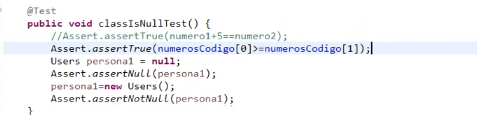 @Test
public void classIsNullTest() {
//Assert.assertTrue(numero1+5==numero2);
Assert.assertTrue(numerosCodigo[0]>=numerosCodigo[1]);
Users persona1 = null;
Assert.assertNull(persona1);
persona1=new Users();
Assert.assertNotNull(persona1);
}